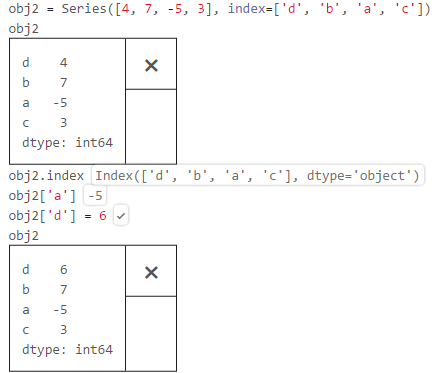 obj2 = Series([4, 7, -5, 3], index=['d', 'b', 'a', 'c'])
obj2
d    4
b    7
a   -5
c    3
dtype: int64
obj2.index Index(['d', 'b', 'a', 'c'], dtype='object')
obj2['a'] -5
obj2['d'] = 6 ✓
obj2
d    6
b    7
a   -5
c    3
dtype: int64